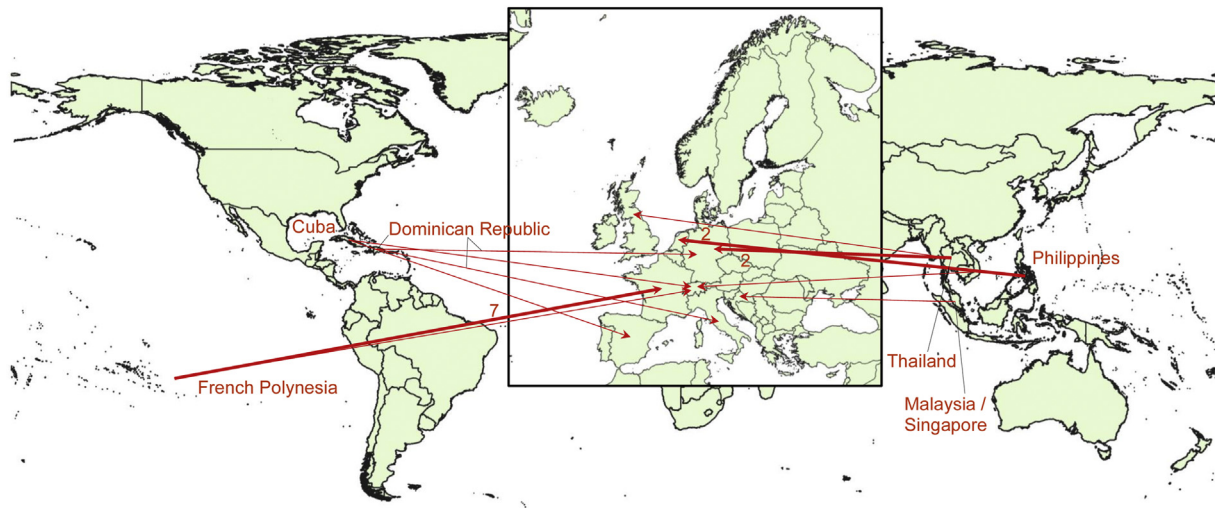 Cuba
Dominican Republic
2
2
Philippines
7
Thailand
French Polynesia
Malaysia /
Singapore